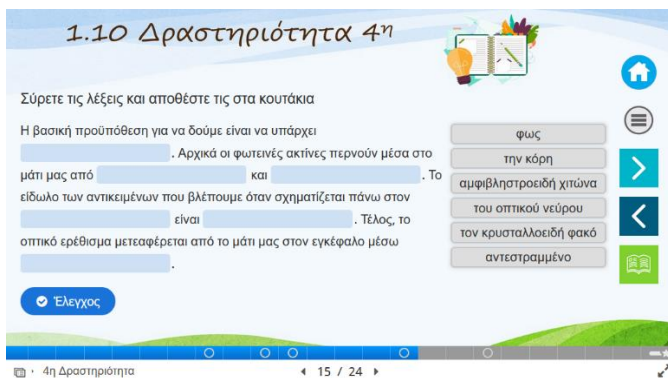 1.10 Δραστηριότητα 4η
Σύρετε τις λέξεις και αποθέστε τις στα κουτάκια
Η βασική προϋπόθεση για να δούμε είναι να υπάρχει
. Αρχικά οι φωτεινές ακτίνες περνούν μέσα στο
μάτι μας από και . Το
είδωλο των αντικειμένων που βλέπουμε όταν σχηματίζεται πάνω στον
είναι . Τέλος, το
οπτικό ερέθισμα μετεαφέρεται από το μάτι μας στον εγκέφαλο μέσω
.
φως
την κόρη
αμφιβληστροειδή χιτώνα
του οπτικού νεύρου
τον κρυσταλλοειδή φακό
αντεστραμμένο
Έλεγχος
4η Δραστηριότητα
15 / 24